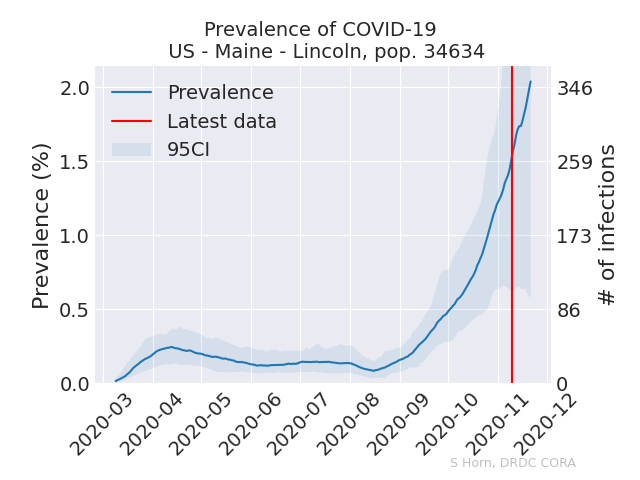 Prevalence of COVID-19
US - Maine - Lincoln, pop. 34634
Prevalence (%)
2.0
1.5
1.0
0.5
0.0
Prevalence
Latest data
95CI
346
259
173
86
0
# of infections
2020-03
2020-04
2020-05
2020-06
2020-07
2020-08
2020-09
2020-10
2020-11
2020-12
S Horn, DRDC CORA